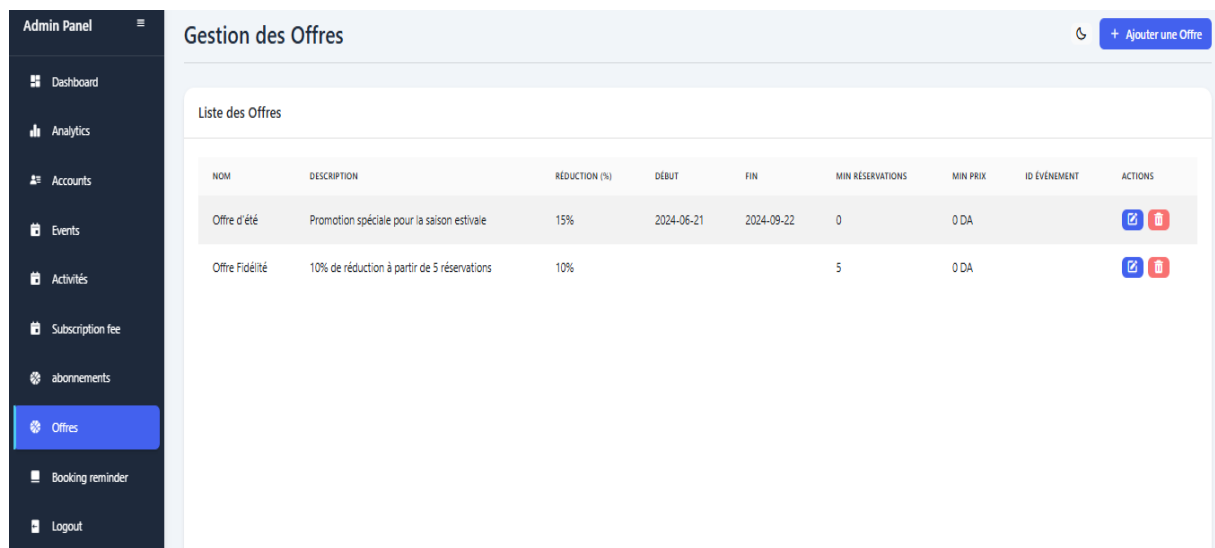 Admin Panel
Gestion des Offres
+ Ajouter une Offre
Dashboard
Analytics
Accounts
Events
Activités
Subscription fee
abonnements
Offres
Booking reminder
Logout
Liste des Offres
NOM DESCRIPTION RÉDUCTION (%) DÉBUT FIN MIN RÉSERVATIONS MIN PRIX ID ÉVÉNEMENT ACTIONS
Offre d'été Promotion spéciale pour la saison estivale 15% 2024-06-21 2024-09-22 0 0 DA
Offre Fidélité 10% de réduction à partir de 5 réservations 10% 5 0 DA